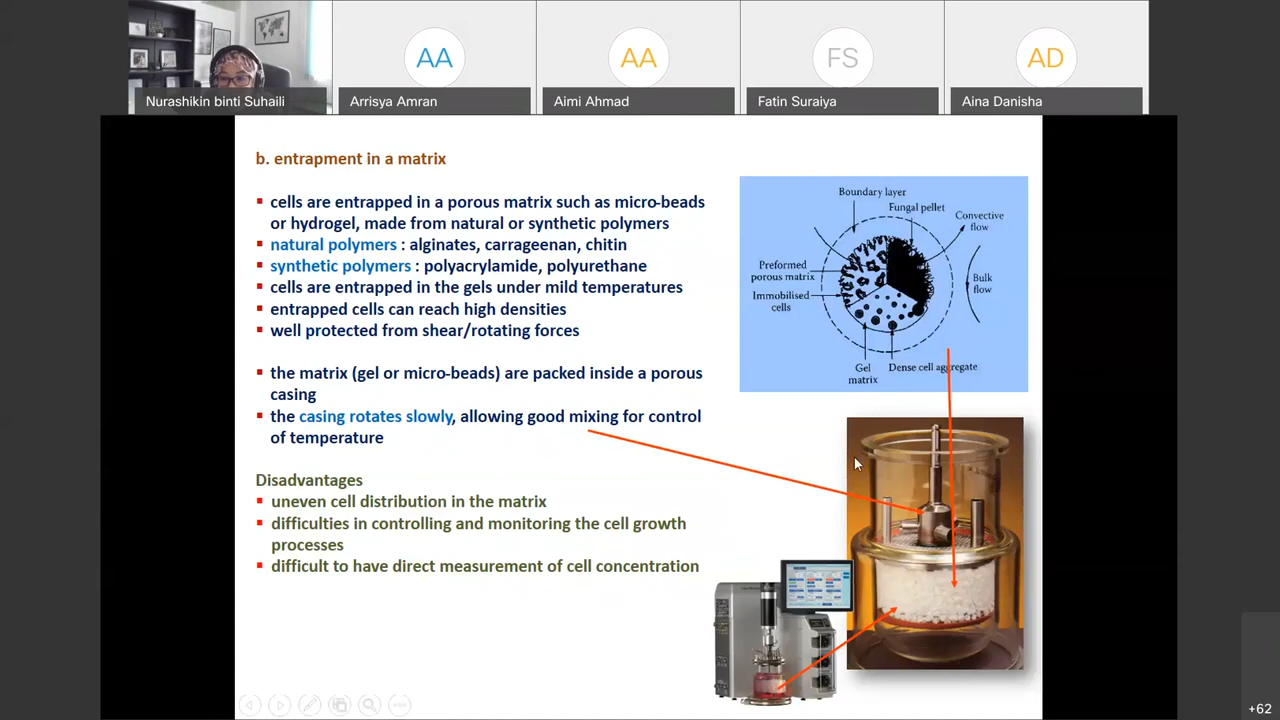 AA
AA
FS
AD
Nurashikin binti Suhaili
Arrisya Amran
Aimi Ahmad
Fatin Suraiya
Aina Danisha
b. entrapment in a matrix
▪ cells are entrapped in a porous matrix such as micro-beads
or hydrogel, made from natural or synthetic polymers
▪ natural polymers : alginates, carrageenan, chitin
▪ synthetic polymers : polyacrylamide, polyurethane
▪ cells are entrapped in the gels under mild temperatures
▪ entrapped cells can reach high densities
▪ well protected from shear/rotating forces
▪ the matrix (gel or micro-beads) are packed inside a porous
casing
▪ the casing rotates slowly, allowing good mixing for control
of temperature
Disadvantages
▪ uneven cell distribution in the matrix
▪ difficulties in controlling and monitoring the cell growth
processes
▪ difficult to have direct measurement of cell concentration
Boundary layer
Fungal pellet
Convective
flow
Preformed
porous matrix
Bulk
flow
Immobilised
cells
Gel
matrix
Dense cell aggregate
+62